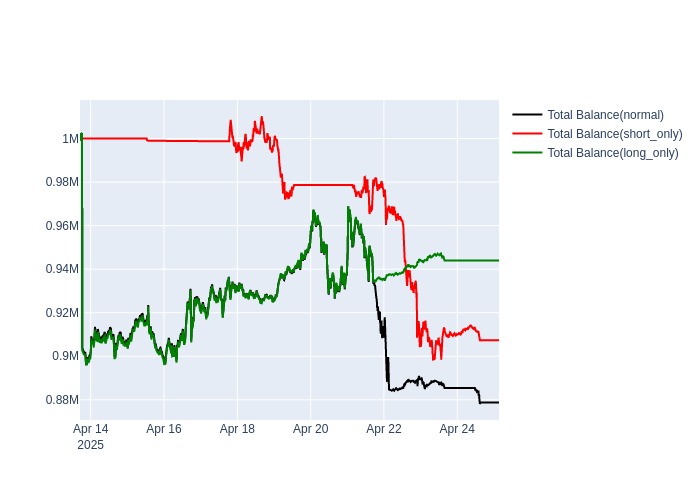 Total Balance(normal)
Total Balance(short_only)
Total Balance(long_only)
1M
0.98M
0.96M
0.94M
0.92M
0.9M
0.88M
Apr 14 Apr 16 Apr 18 Apr 20 Apr 22 Apr 24
2025